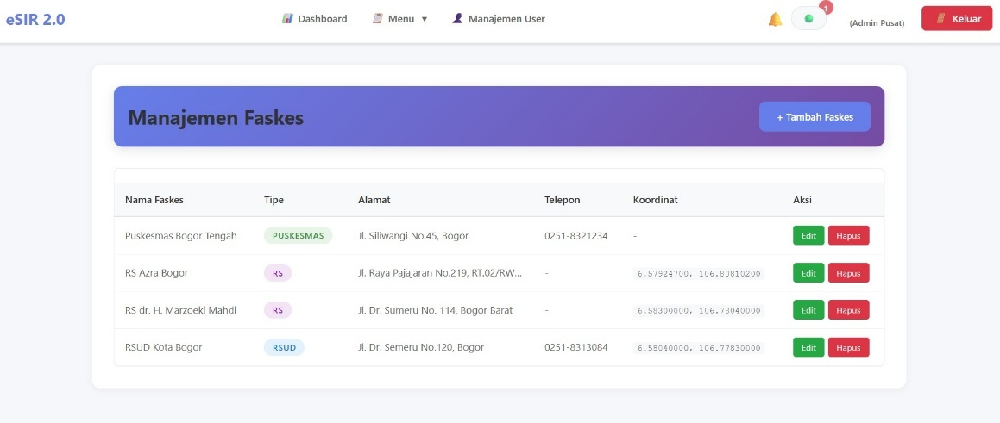 eSIR 2.0
Dashboard
Menu ▼
Manajemen User
1
(Admin Pusat)
Keluar
Manajemen Faskes
+ Tambah Faskes
Nama Faskes Tipe Alamat Telepon Koordinat Aksi
Puskesmas Bogor Tengah PUSKESMAS Jl. Siliwangi No.45, Bogor 0251-8321234 - Edit Hapus
RS Azra Bogor RS Jl. Raya Pajajaran No.219, RT.02/RW... - 6.57924700, 106.80810200 Edit Hapus
RS dr. H. Marzoeki Mahdi RS Jl. Dr. Sumeru No. 114, Bogor Barat - 6.58300000, 106.78040000 Edit Hapus
RSUD Kota Bogor RSUD Jl. Dr. Semeru No.120, Bogor 0251-8313084 6.58040000, 106.77830000 Edit Hapus